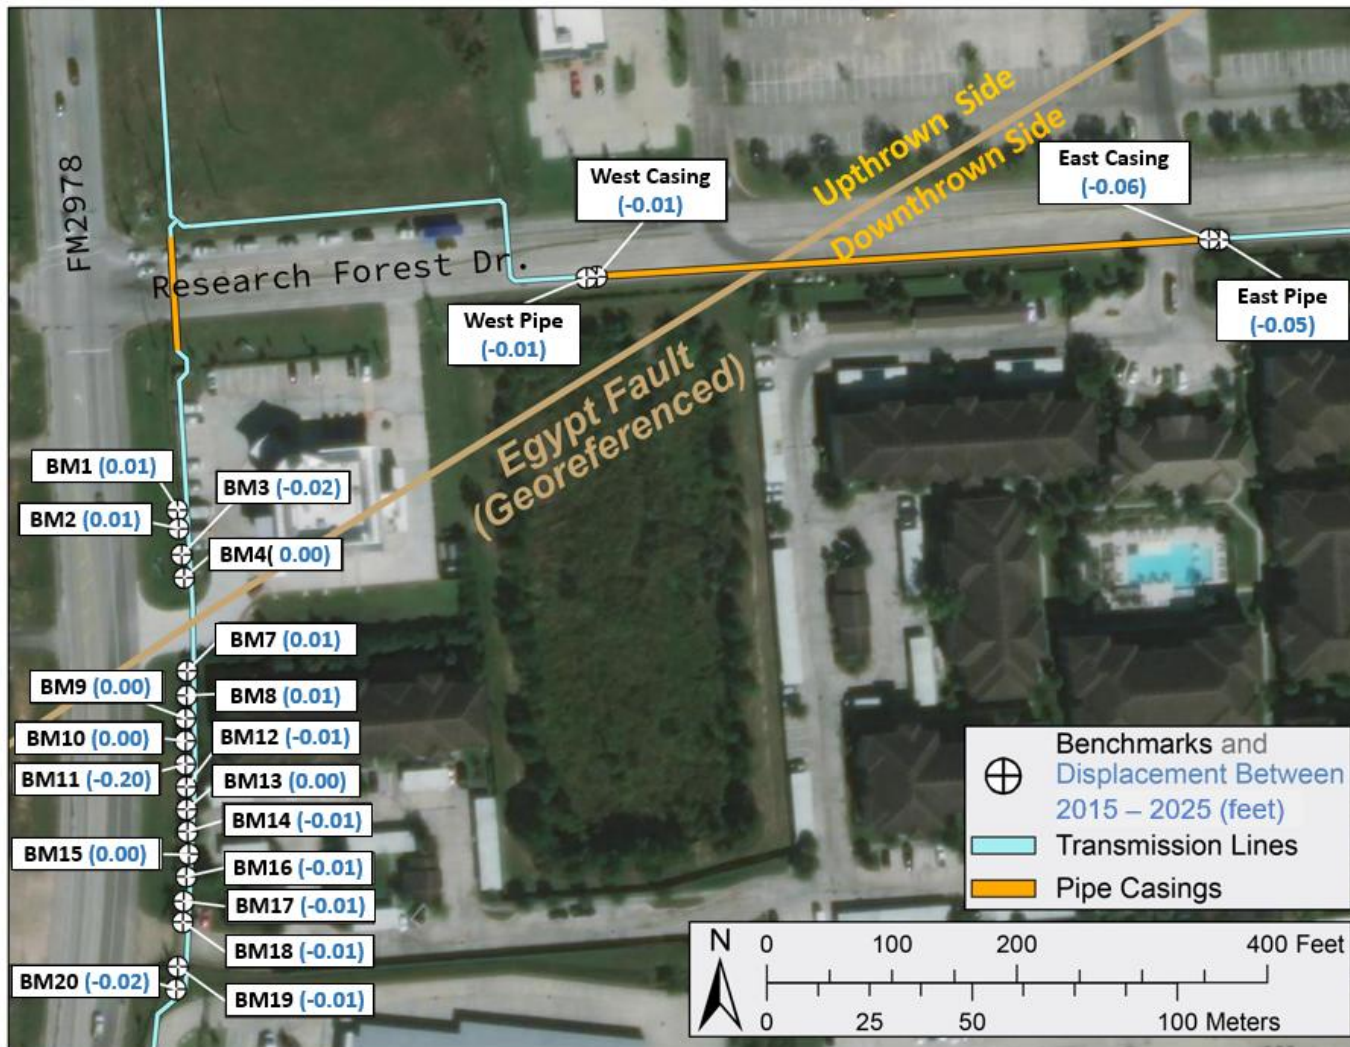 Upthrown Side
Downthrown Side
East Casing
(-0.06)
West Casing
(-0.01)
FM2978
Research Forest Dr.
West Pipe
(-0.01)
East Pipe
(-0.05)
Egypt Fault
(Georeferenced)
BM1 (0.01)
BM3 (-0.02)
BM2 (0.01)
BM4( 0.00)
BM7 (0.01)
BM9 (0.00)
BM8 (0.01)
BM10 (0.00)
BM12 (-0.01)
BM11 (-0.20)
BM13 (0.00)
BM14 (-0.01)
BM15 (0.00)
BM16 (-0.01)
BM17 (-0.01)
BM18 (-0.01)
BM20 (-0.02)
BM19 (-0.01)
Benchmarks and
Displacement Between
2015 – 2025 (feet)
Transmission Lines
Pipe Casings
N
0 100 200 400 Feet
0 25 50 100 Meters